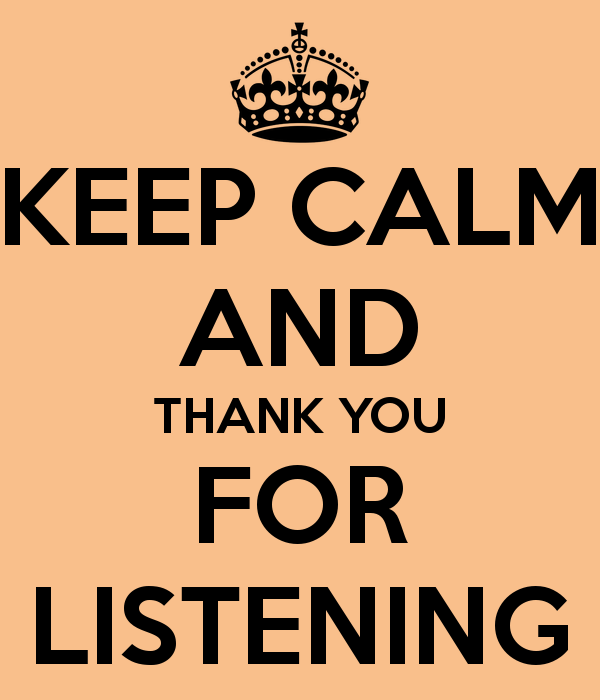 KEEP CALM
AND
THANK YOU
FOR
LISTENING